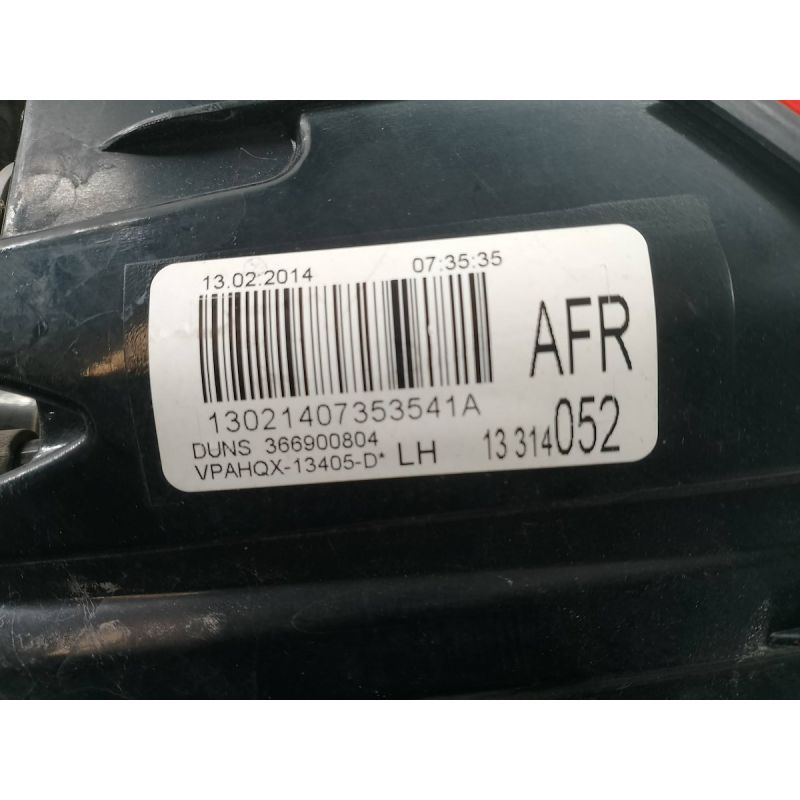 13.02.2014 07:35:35
AFR
13021407353541A
DUNS 366900804
VPAHQX-13405-D* LH 13 314 052